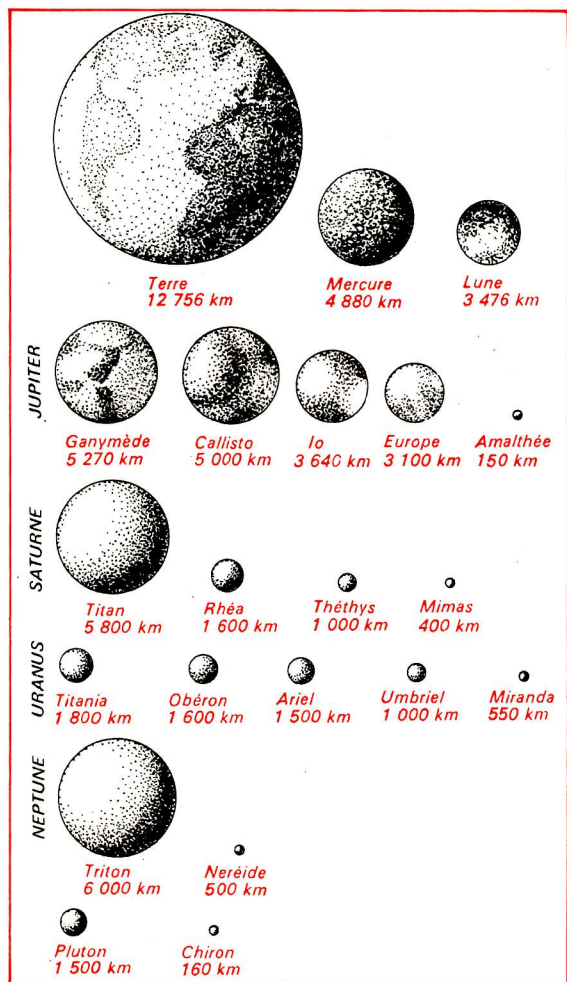 Terre
12 756 km
Mercure
4 880 km
Lune
3 476 km
JUPITER
Ganymède
5 270 km
Callisto
5 000 km
Io
3 640 km
Europe
3 100 km
Amalthée
150 km
SATURNE
Titan
5 800 km
Rhéa
1 600 km
Théthys
1 000 km
Mimas
400 km
URANUS
Titania
1 800 km
Obéron
1 600 km
Ariel
1 500 km
Umbriel
1 000 km
Miranda
550 km
NEPTUNE
Triton
6 000 km
Neréide
500 km
Pluton
1 500 km
Chiron
160 km